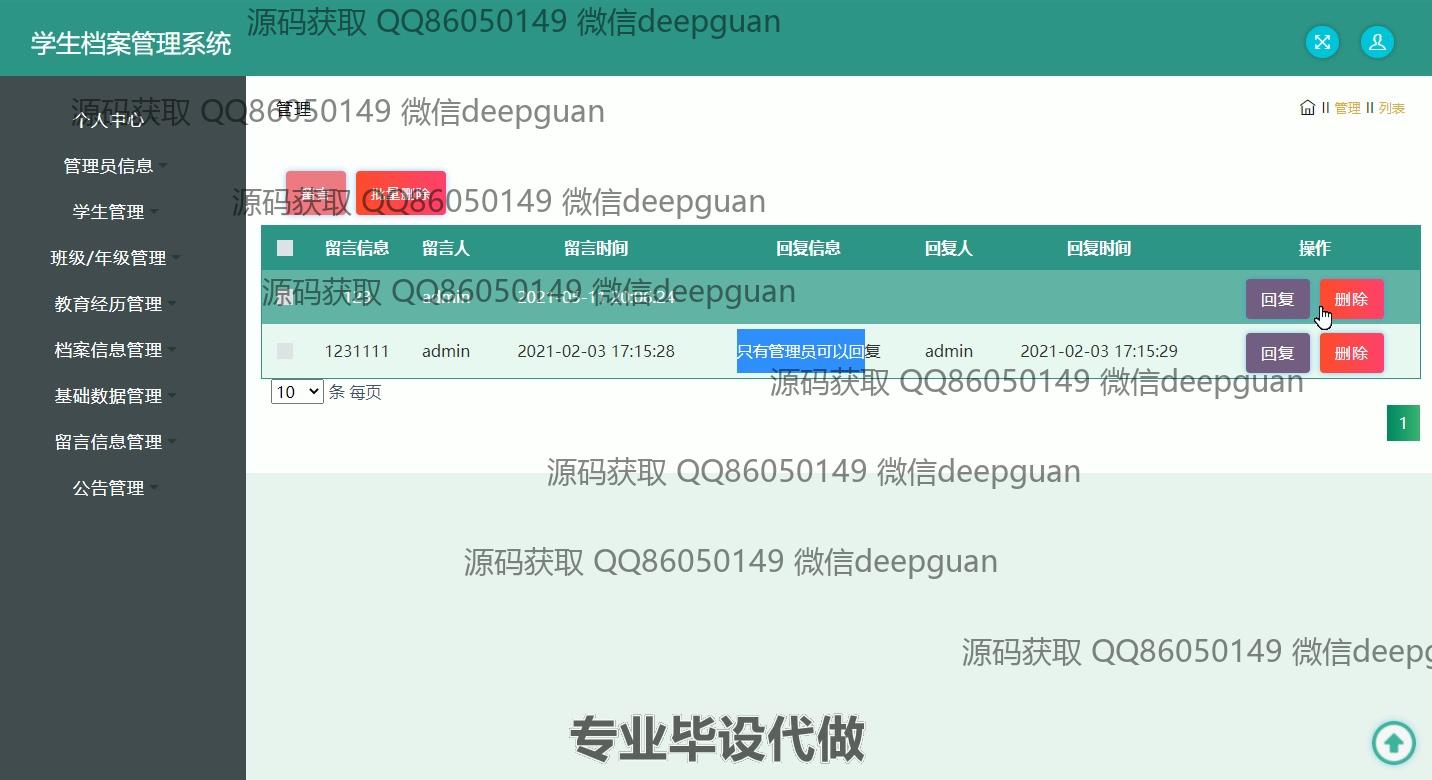 源码获取 QQ86050149 微信deepguan
学生档案管理系统
源码获取 QQ86050149 微信deepguan
管理
管理 列表
个人中心
管理员信息
学生管理
班级/年级管理
教育经历管理
档案信息管理
基础数据管理
留言信息管理
公告管理
留言 批量删除
源码获取 QQ86050149 微信deepguan
留言信息 留言人 留言时间 回复信息 回复人 回复时间 操作
123 admin 回复 删除
源码获取 QQ86050149 微信deepguan
1231111 admin 2021-02-03 17:15:28 只有管理员可以回复 admin 2021-02-03 17:15:29 回复 删除
源码获取 QQ86050149 微信deepguan
10 条 每页
1
源码获取 QQ86050149 微信deepguan
源码获取 QQ86050149 微信deepguan
源码获取 QQ86050149 微信deepg
专业毕设代做